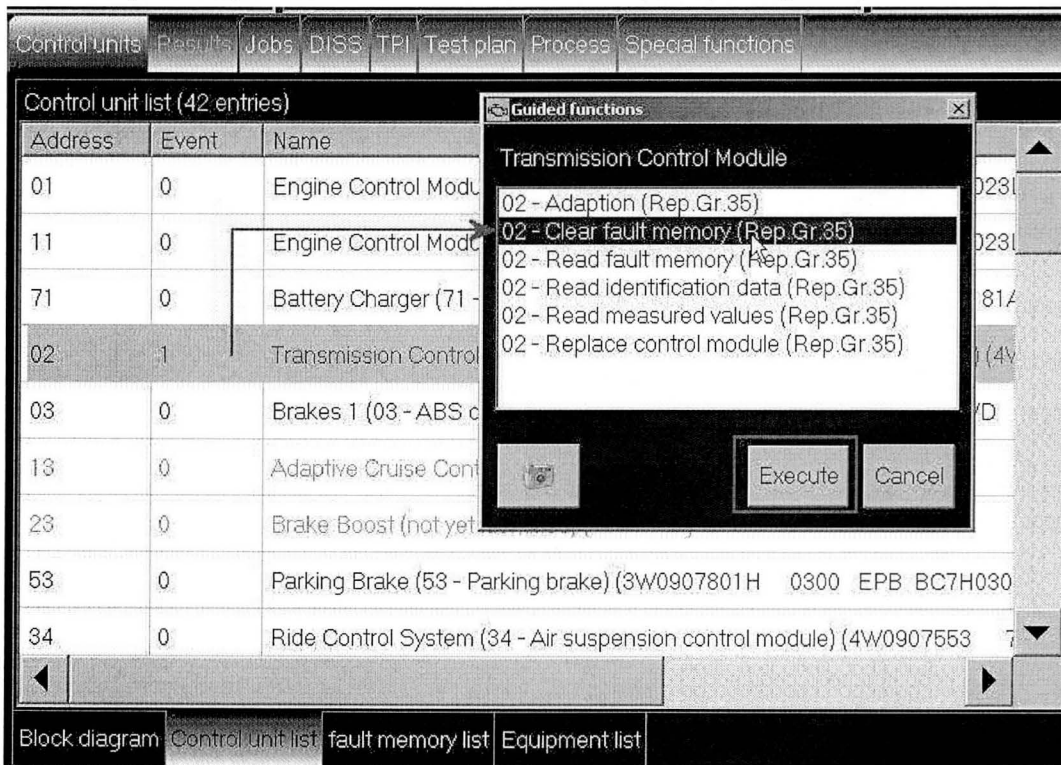 Control units Results Jobs DISS TPI Test plan Process Special functions
Control unit list (42 entries)
Address Event Name
01 0 Engine Control Modu
023
11 0 Engine Control Mod
023
71 0 Battery Charger (71 -
81
02 1 Transmission Control
(4
03 0 Brakes 1 (03 - ABS c
/D
13 0 Adaptive Cruise Cont
23 0 Brake Boost (not yet
53 0 Parking Brake (53 - Parking brake) (3W0907801H 0300 EPB BC7H030
34 0 Ride Control System (34 - Air suspension control module) (4W0907553
Block diagram Control unit list fault memory list Equipment list
Guided functions
Transmission Control Module
02 - Adaption (Rep.Gr.35)
02 - Clear fault memory (Rep.Gr.35)
02 - Read fault memory (Rep.Gr.35)
02 - Read identification data (Rep.Gr.35)
02 - Read measured values (Rep.Gr.35)
02 - Replace control module (Rep.Gr.35)
Execute Cancel